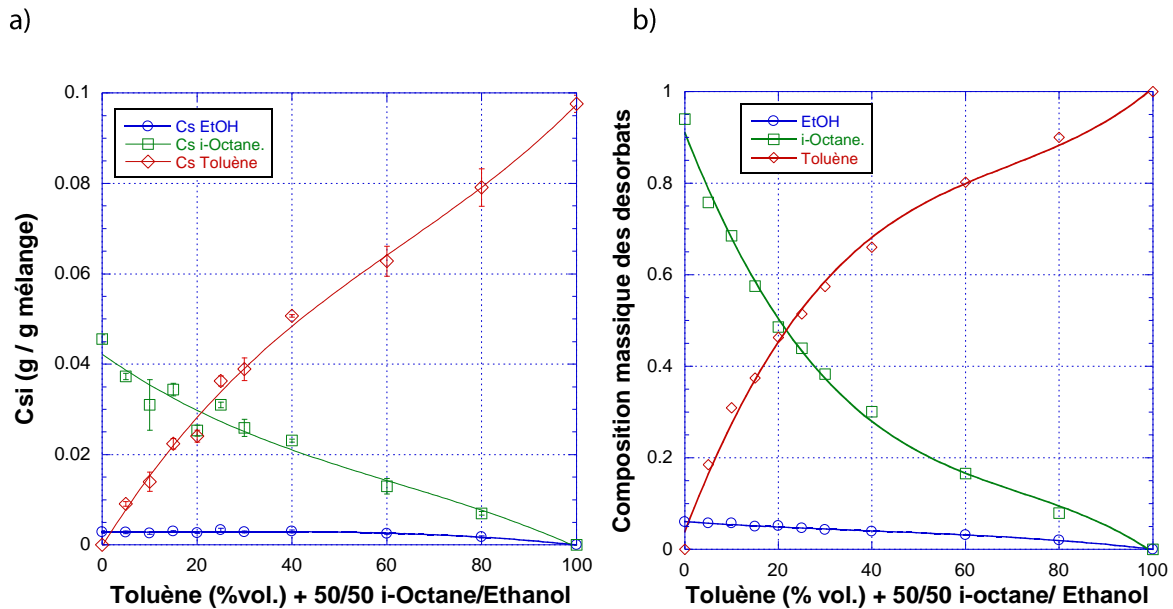 a)
b)
0.1
0.08
0.06
0.04
0.02
0
Csi (g / g mélange)
Cs EtOH
Cs i-Octane.
Cs Toluène
0 20 40 60 80 100
Toluène (%vol.) + 50/50 i-Octane/Ethanol
1
0.8
0.6
0.4
0.2
0
Composition massique des desorbats
EtOH
i-Octane.
Toluène
0 20 40 60 80 100
Toluène (% vol.) + 50/50 i-octane/ Ethanol